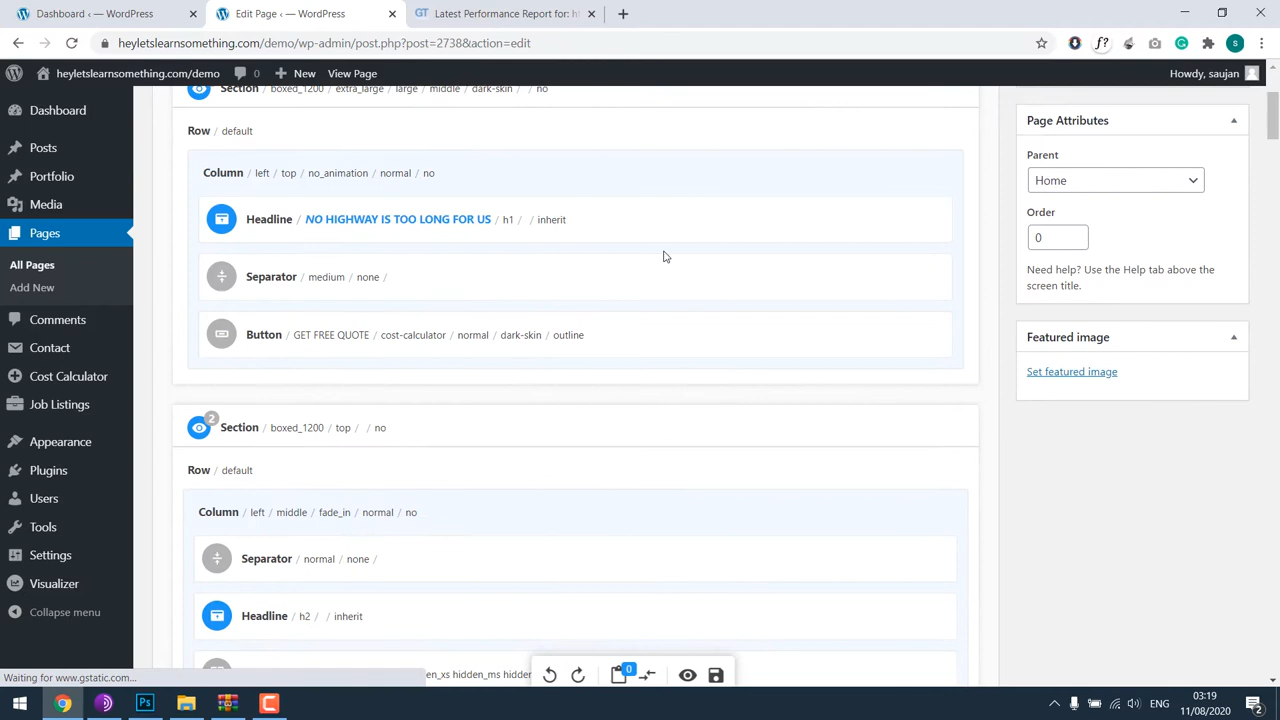 Dashboard ‹ — WordPress
Edit Page ‹ — WordPress
GT Latest Performance Report for: h
heyletslearnsomething.com/demo/wp-admin/post.php?post=2738&action=edit
f?
S
heyletslearnsomething.com/demo
0
New
View Page
Howdy, saujan
Dashboard
Posts
Portfolio
Media
Pages
All Pages
Add New
Comments
Contact
Cost Calculator
Job Listings
Appearance
Plugins
Users
Tools
Settings
Visualizer
Collapse menu
Section / boxed_1200 / extra_large / large / middle / dark-skin / / no
Row / default
Column / left / top / no_animation / normal / no
Headline / NO HIGHWAY IS TOO LONG FOR US / h1 / / inherit
Separator / medium / none /
Button / GET FREE QUOTE / cost-calculator / normal / dark-skin / outline
2
Section / boxed_1200 / top / / no
Row / default
Column / left / middle / fade_in / normal / no
Separator / normal / none /
Headline / h2 / / inherit
en_xs hidden_ms hidden
0
Page Attributes
Parent
Home
Order
0
Need help? Use the Help tab above the
screen title.
Featured image
Set featured image
Waiting for www.gstatic.com...
Ps
ENG
03:19
11/08/2020
2